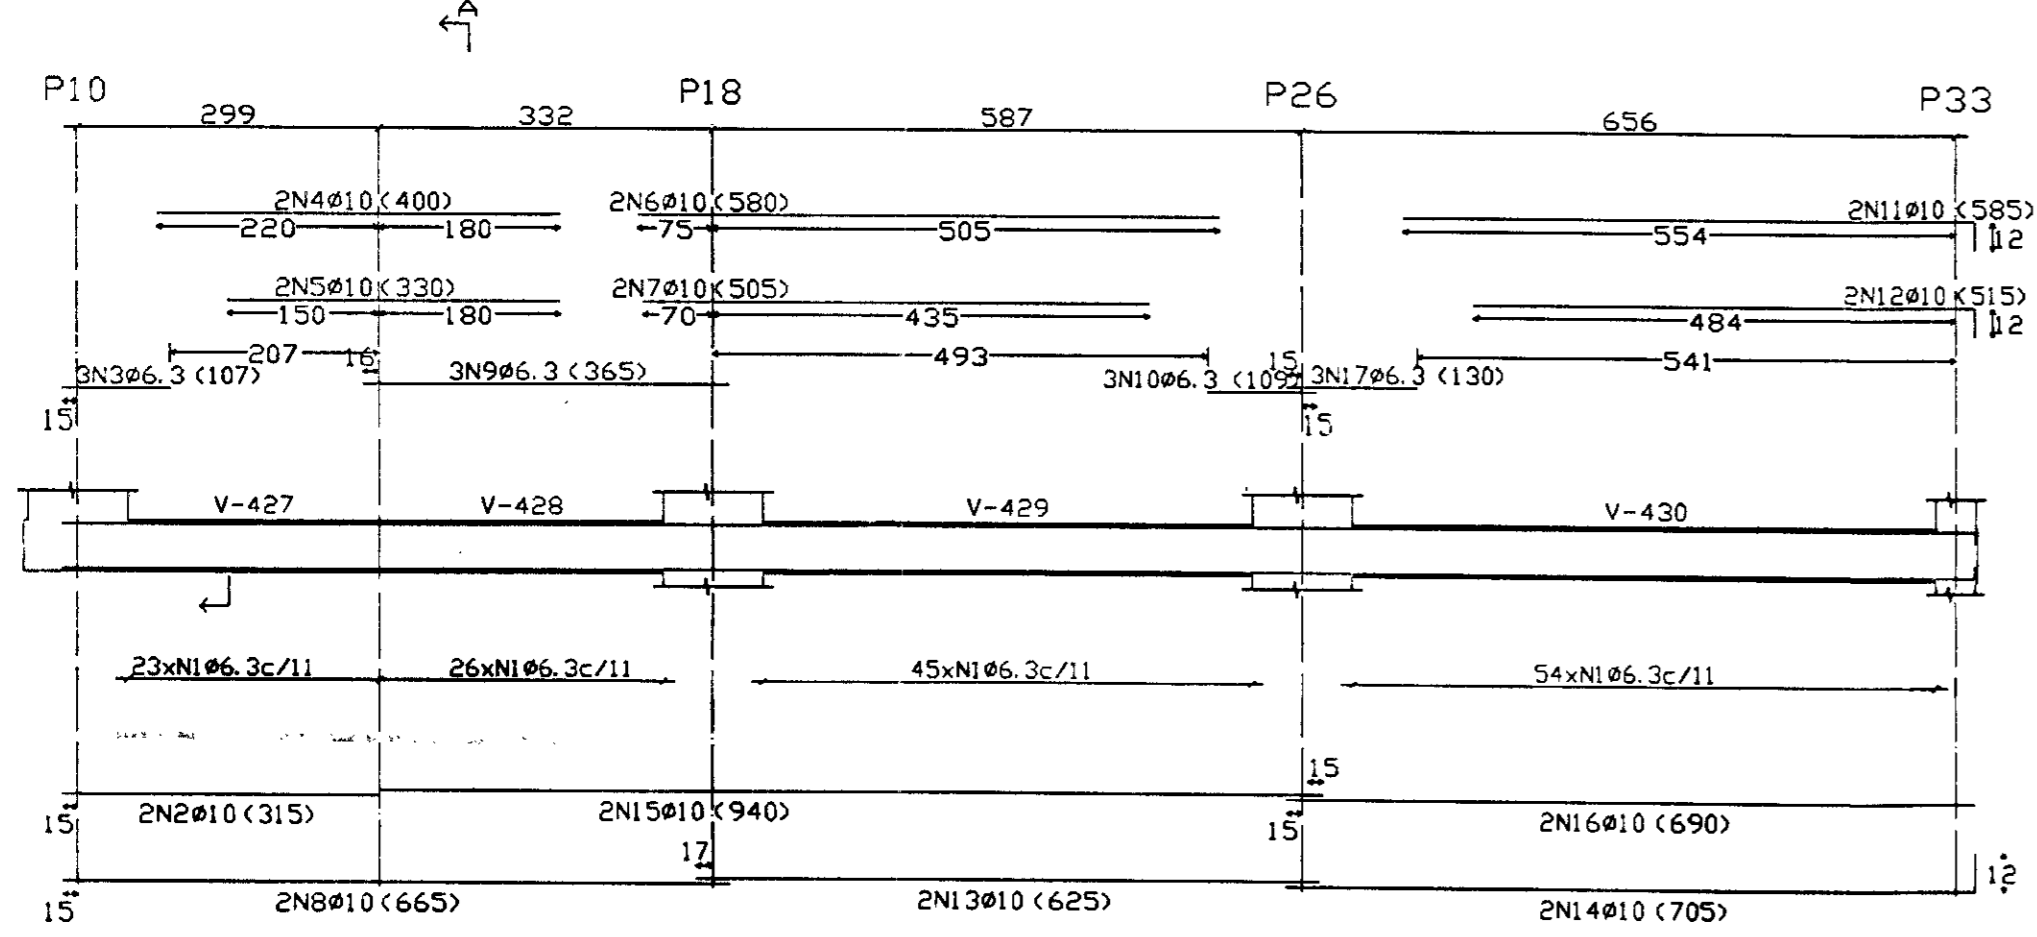 A
P10 P18 P26 P33
299 332 587 656
2N4ø10(400) 2N6ø10(580) 2N11ø10(585)
220 180 75 505 554 12
2N5ø10(330) 2N7ø10(505) 2N12ø10(515)
150 180 70 435 484 12
207 16 493 15 541
3N3ø6.3(107) 3N9ø6.3(365) 3N10ø6.3(109) 3N17ø6.3(130)
15 15
V-427 V-428 V-429 V-430
23xN1ø6.3c/11 26xN1ø6.3c/11 45xN1ø6.3c/11 54xN1ø6.3c/11
15
15 2N2ø10(315) 2N15ø10(940) 15 2N16ø10(690)
17 12
15 2N8ø10(665) 2N13ø10(625) 2N14ø10(705)